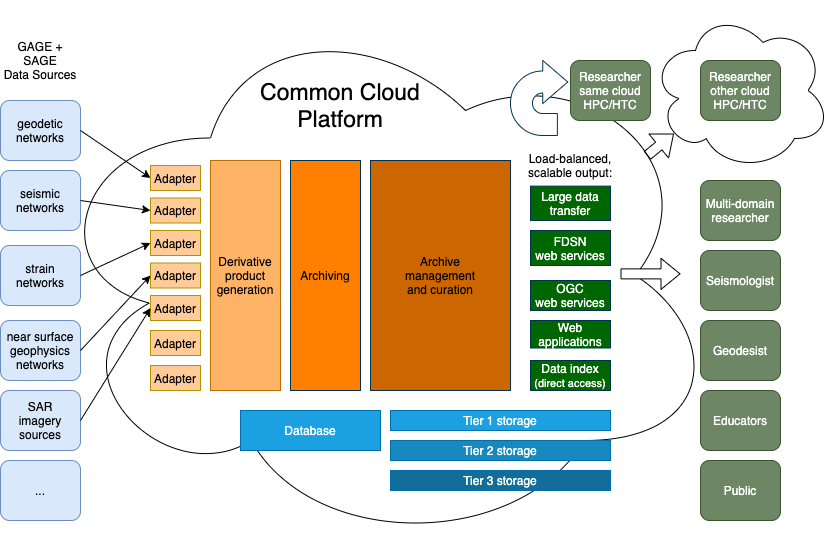 GAGE +
SAGE
Data Sources
geodetic
networks
seismic
networks
strain
networks
near surface
geophysics
networks
SAR
imagery
sources
...
Common Cloud
Platform
Adapter
Adapter
Adapter
Adapter
Adapter
Adapter
Adapter
Derivative
product
generation
Archiving
Archive
management
and curation
Load-balanced,
scalable output:
Large data
transfer
FDSN
web services
OGC
web services
Web
applications
Data index
(direct access)
Database
Tier 1 storage
Tier 2 storage
Tier 3 storage
Researcher
same cloud
HPC/HTC
Researcher
other cloud
HPC/HTC
Multi-domain
researcher
Seismologist
Geodesist
Educators
Public